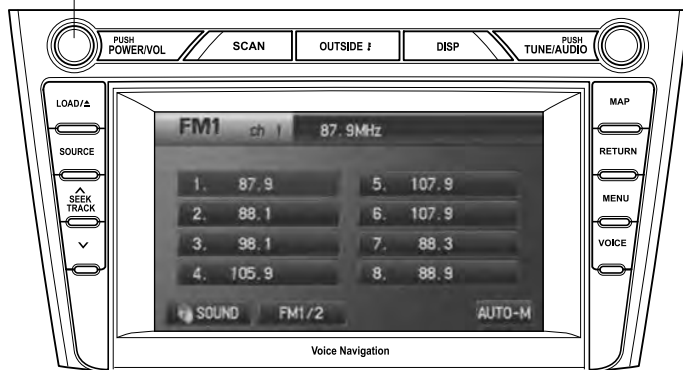 PUSH
POWER/VOL
SCAN
OUTSIDE
DISP
PUSH
TUNE/AUDIO
LOAD/⏏
SOURCE
SEEK
TRACK
MAP
RETURN
MENU
VOICE
FM1 ch 1 87.9MHz
1. 87.9
2. 88.1
3. 98.1
4. 105.9
5. 107.9
6. 107.9
7. 88.3
8. 88.9
SOUND FM1/2 AUTO-M
Voice Navigation